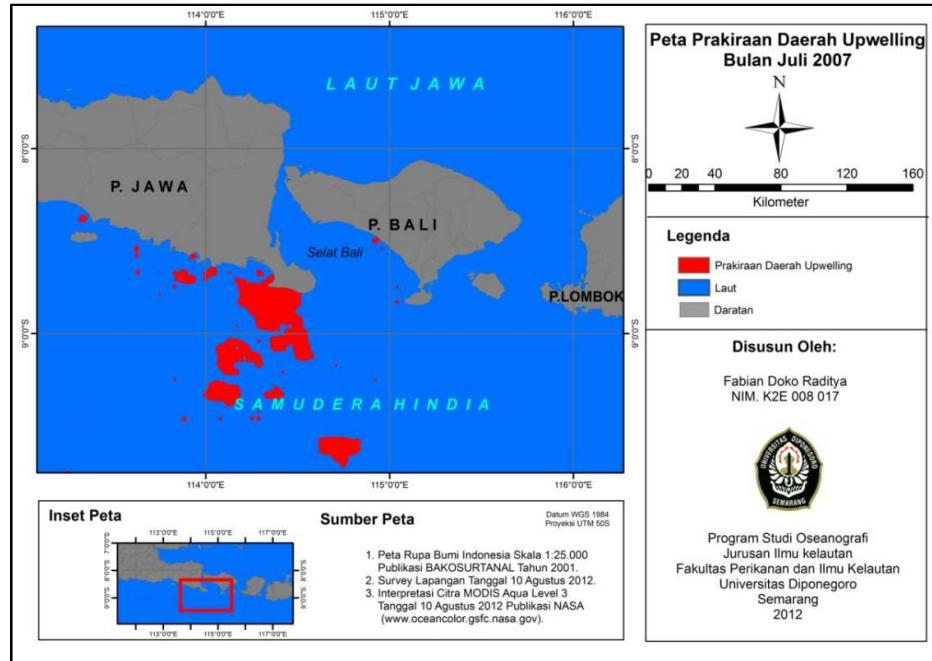 114°0'0"E 115°0'0"E 116°0'0"E
LAUT JAWA
8°0'0"S
8°0'0"S
P. JAWA
P. BALI
Selat Bali
P.LOMBOK
9°0'0"S
9°0'0"S
SAMUDERA HINDIA
114°0'0"E 115°0'0"E 116°0'0"E
Peta Prakiraan Daerah Upwelling
Bulan Juli 2007
N
0 20 40 80 120 160
Kilometer
Legenda
Prakiraan Daerah Upwelling
Laut
Daratan
Disusun Oleh:
Fabian Doko Raditya
NIM. K2E 008 017
UNIVERSITAS DIPONEGORO
SEMARANG
Program Studi Oseanografi
Jurusan Ilmu kelautan
Fakultas Perikanan dan Ilmu Kelautan
Universitas Diponegoro
Semarang
2012
Inset Peta
113°0'0"E 115°0'0"E 117°0'0"E
113°0'0"E 115°0'0"E 117°0'0"E
Sumber Peta
Datum WGS 1984
Proyeksi UTM 50S
1. Peta Rupa Bumi Indonesia Skala 1:25.000
Publikasi BAKOSURTANAL Tahun 2001.
2. Survey Lapangan Tanggal 10 Agustus 2012.
3. Interpretasi Citra MODIS Aqua Level 3
Tanggal 10 Agustus 2012 Publikasi NASA
(www.oceancolor.gsfc.nasa.gov).